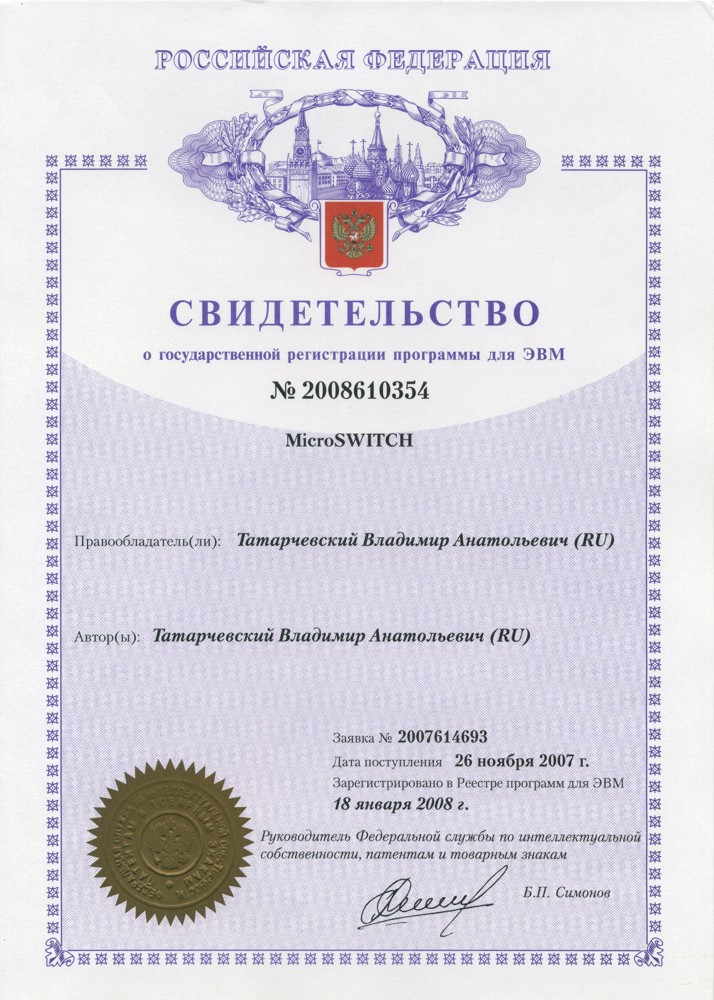 РОССИЙСКАЯ ФЕДЕРАЦИЯ
СВИДЕТЕЛЬСТВО
о государственной регистрации программы для ЭВМ
№ 2008610354
MicroSWITCH
Правообладатель(ли): Татарчевский Владимир Анатольевич (RU)
Автор(ы): Татарчевский Владимир Анатольевич (RU)
Заявка № 2007614693
Дата поступления 26 ноября 2007 г.
Зарегистрировано в Реестре программ для ЭВМ
18 января 2008 г.
Руководитель Федеральной службы по интеллектуальной
собственности, патентам и товарным знакам
Б.П. Симонов